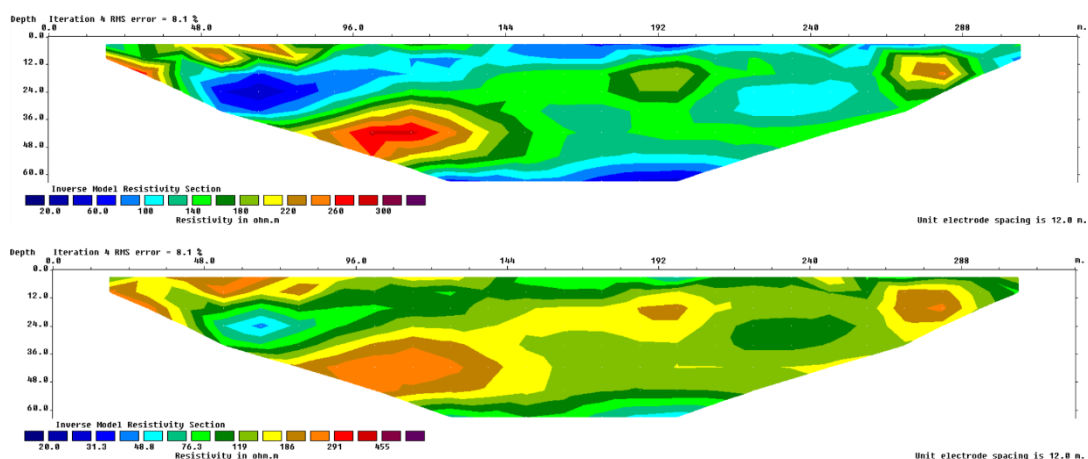 Depth Iteration 4 RMS error - 8.1 %
0.0 48.0 96.0 144 192 240 288 m.
0.0
12.0
24.0
36.0
48.0
60.0
Inverse Model Resistivity Section
20.0 60.0 100 140 180 220 260 300
Resistivity in ohm.m
Unit electrode spacing is 12.0 m.
Depth Iteration 4 RMS error - 8.1 %
0.0 48.0 96.0 144 192 240 288 m.
0.0
12.0
24.0
36.0
48.0
60.0
Inverse Model Resistivity Section
20.0 31.3 48.8 76.3 119 186 291 455
Resistivity in ohm.m
Unit electrode spacing is 12.0 m.